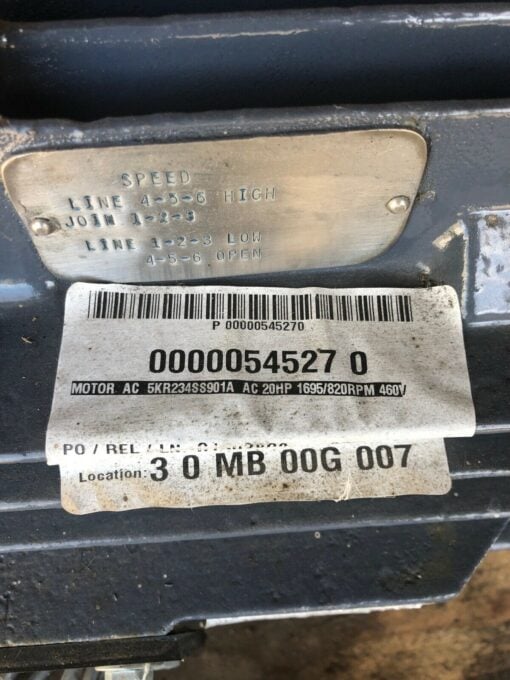 SPEED
LINE 4-5-6 HIGH
JOIN 1-2-3
LINE 1-2-3 LOW
4-5-6 OPEN
P 00000545270
0000054527 0
MOTOR AC 5KR234SS901A AC 20HP 1695/820RPM 460V
PO / REL / LN
Location: 3 0 MB 00G 007